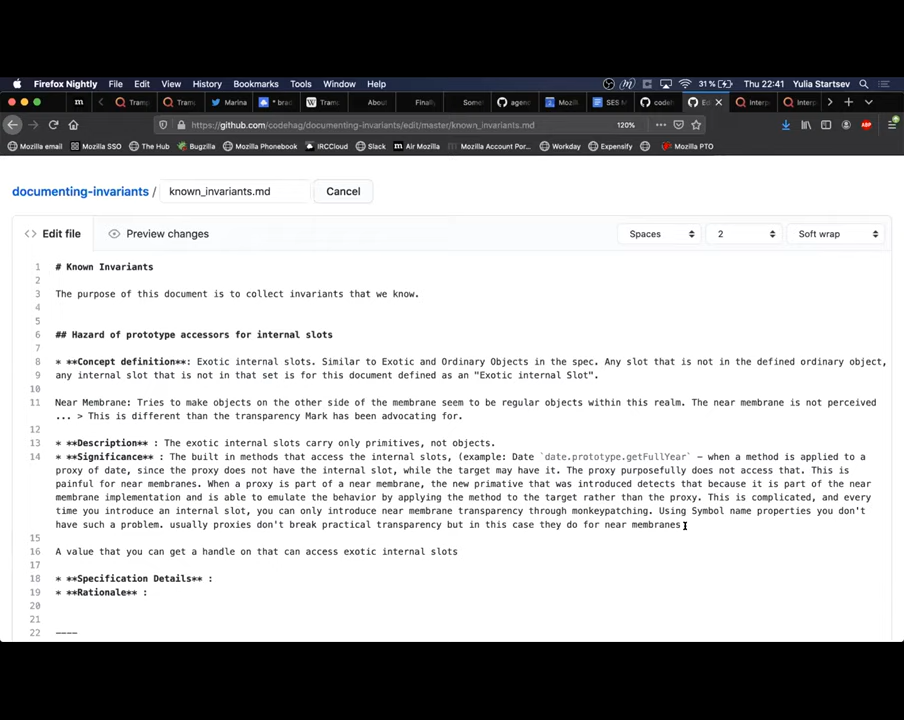 Firefox Nightly File Edit View History Bookmarks Tools Window Help 31% Thu 22:41 Yulia Startsev
m Tramp Tramp Marina * brad Tramc About Finall Some agend Mozill SES M codeh Ed Interp Interp
https://github.com/codehag/documenting-invariants/edit/master/known_invariants.md 120% ABP
Mozilla email Mozilla SSO The Hub Bugzilla Mozilla Phonebook IRCCloud Slack Air Mozilla Mozilla Account Por... Workday Expensify Mozilla PTO
documenting-invariants / known_invariants.md Cancel
<> Edit file Preview changes Spaces 2 Soft wrap
1 # Known Invariants
2
3 The purpose of this document is to collect invariants that we know.
4
5
6 ## Hazard of prototype accessors for internal slots
7
8 * **Concept definition**: Exotic internal slots. Similar to Exotic and Ordinary Objects in the spec. Any slot that is not in the defined ordinary object,
9 any internal slot that is not in that set is for this document defined as an "Exotic internal Slot".
10
11 Near Membrane: Tries to make objects on the other side of the membrane seem to be regular objects within this realm. The near membrane is not perceived
... > This is different than the transparency Mark has been advocating for.
12
13 * **Description** : The exotic internal slots carry only primitives, not objects.
14 * **Significance** : The built in methods that access the internal slots, (example: Date `date.prototype.getFullYear` - when a method is applied to a
proxy of date, since the proxy does not have the internal slot, while the target may have it. The proxy purposefully does not access that. This is
painful for near membranes. When a proxy is part of a near membrane, the new primative that was introduced detects that because it is part of the near
membrane implementation and is able to emulate the behavior by applying the method to the target rather than the proxy. This is complicated, and every
time you introduce an internal slot, you can only introduce near membrane transparency through monkeypatching. Using Symbol name properties you don't
have such a problem. usually proxies don't break practical transparency but in this case they do for near membranes
15
16 A value that you can get a handle on that can access exotic internal slots
17
18 * **Specification Details** :
19 * **Rationale** :
20
21
22 ----